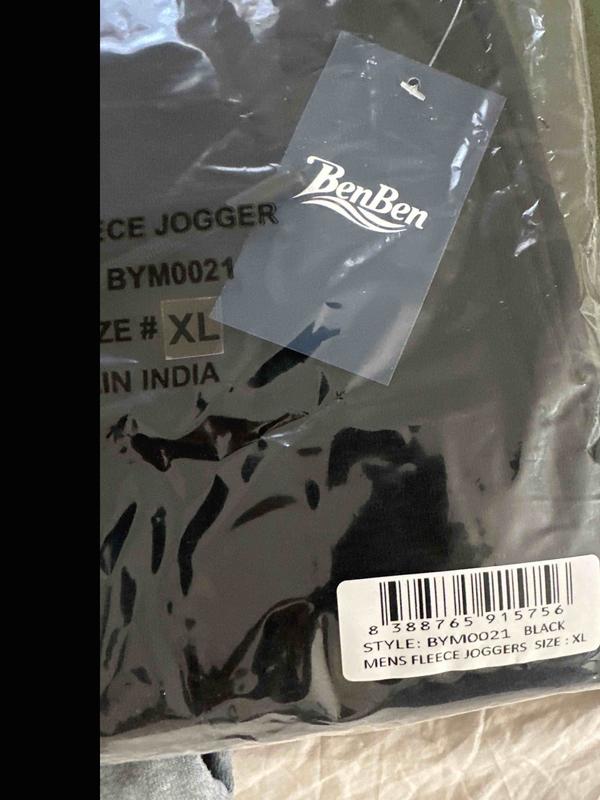 BenBen
ECE JOGGER
BYM0021
ZE # XL
IN INDIA
8 388765 915756
STYLE: BYM0021 BLACK
MENS FLEECE JOGGERS SIZE : XL